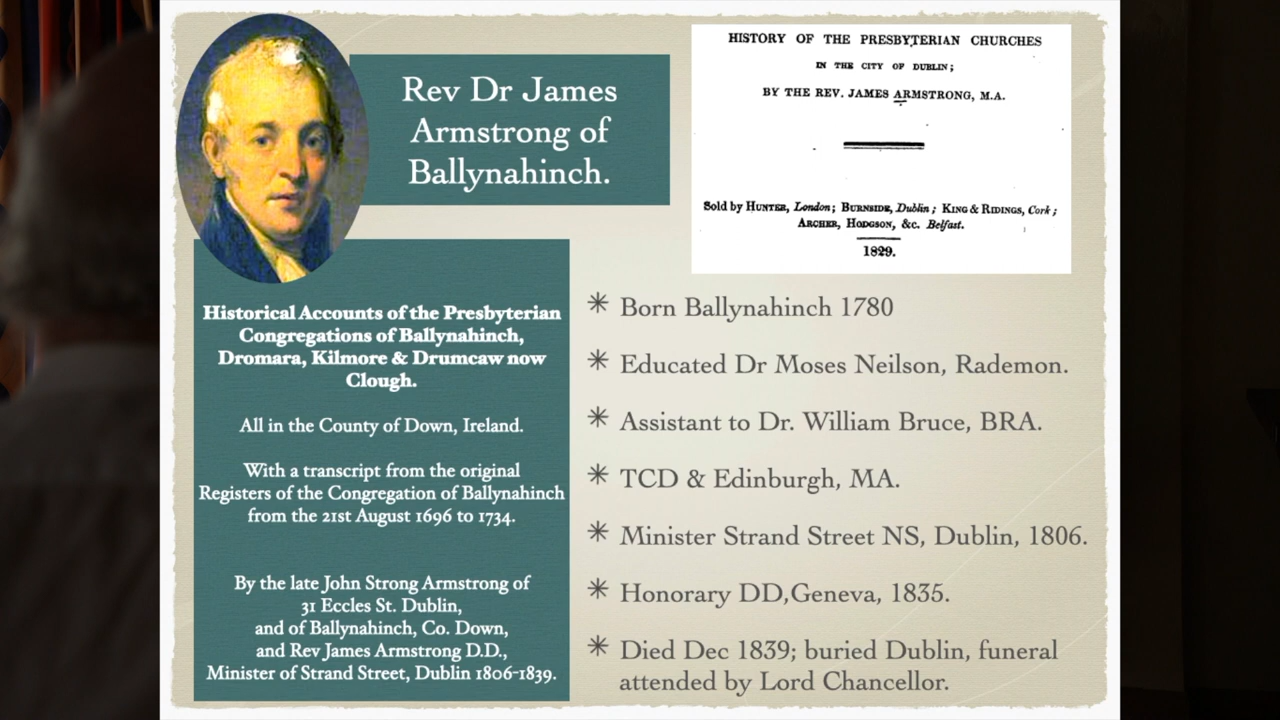 Rev Dr James
Armstrong of
Ballynahinch.
HISTORY OF THE PRESBYTERIAN CHURCHES
IN THE CITY OF DUBLIN;
BY THE REV. JAMES ARMSTRONG, M.A.
Sold by HUNTER, London; BURNSIDE, Dublin; KING & RIDINGS, Cork;
ARCHER, HODGSON, &c. Belfast.
1829.
Historical Accounts of the Presbyterian
Congregations of Ballynahinch,
Dromara, Kilmore & Drumcaw now
Clough.
All in the County of Down, Ireland.
With a transcript from the original
Registers of the Congregation of Ballynahinch
from the 21st August 1696 to 1734.
By the late John Strong Armstrong of
31 Eccles St. Dublin,
and of Ballynahinch, Co. Down,
and Rev James Armstrong D.D.,
Minister of Strand Street, Dublin 1806-1839.
Born Ballynahinch 1780
Educated Dr Moses Neilson, Rademon.
Assistant to Dr. William Bruce, BRA.
TCD & Edinburgh, MA.
Minister Strand Street NS, Dublin, 1806.
Honorary DD,Geneva, 1835.
Died Dec 1839; buried Dublin, funeral
attended by Lord Chancellor.